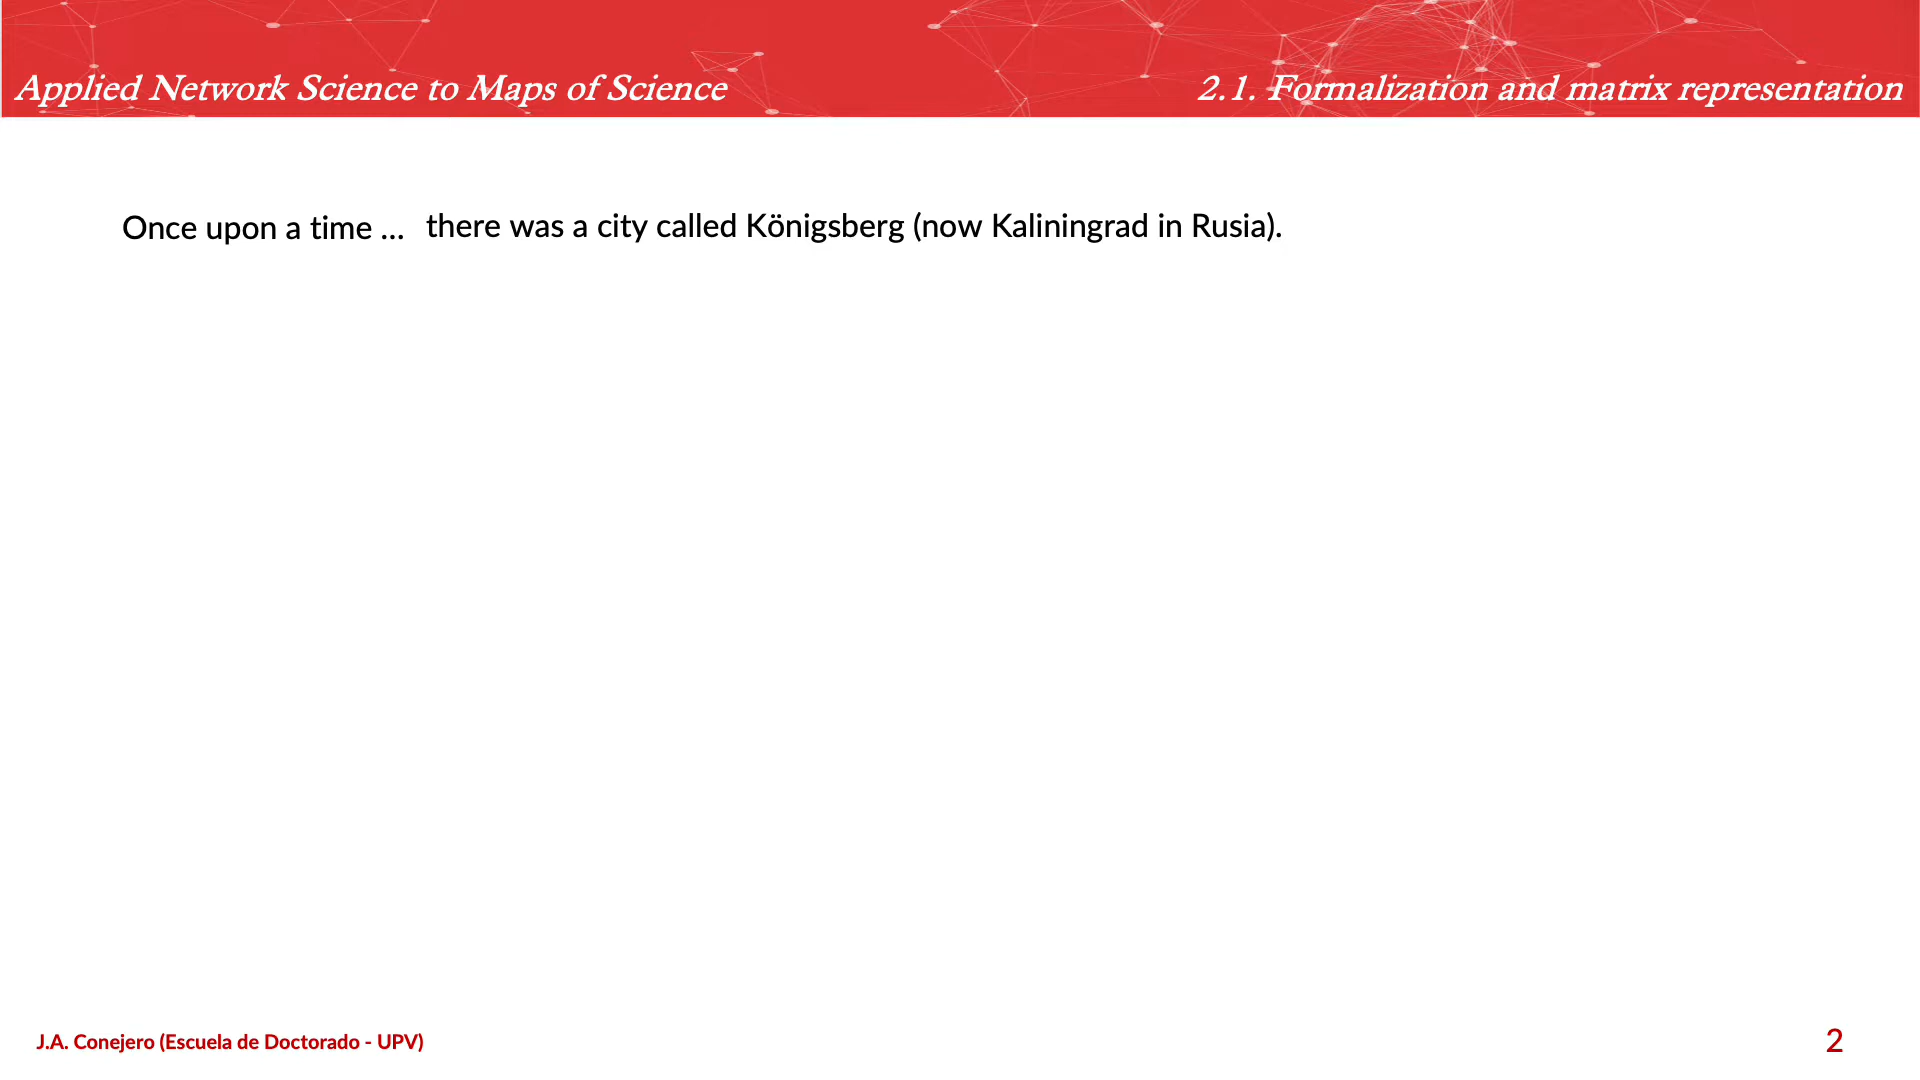 Applied Network Science to Maps of Science
2.1. Formalization and matrix representation
Once upon a time ... there was a city called Königsberg (now Kaliningrad in Rusia).
J.A. Conejero (Escuela de Doctorado - UPV)
2